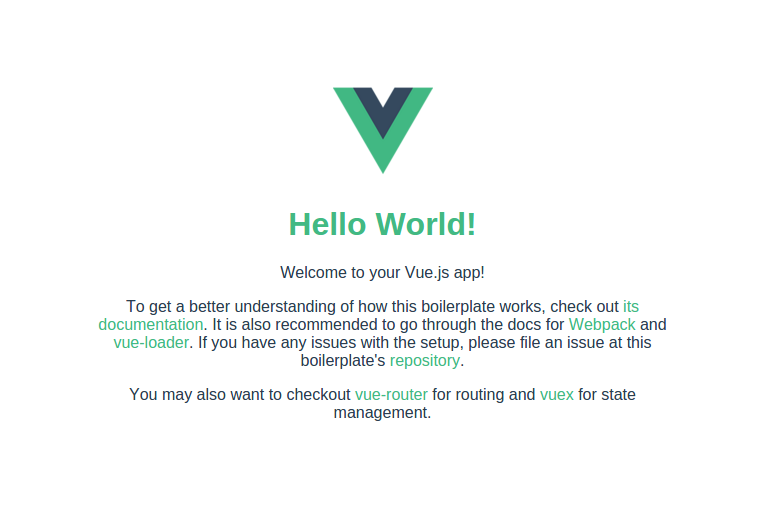 Hello World!
Welcome to your Vue.js app!
To get a better understanding of how this boilerplate works, check out its
documentation. It is also recommended to go through the docs for Webpack and
vue-loader. If you have any issues with the setup, please file an issue at this
boilerplate's repository.
You may also want to checkout vue-router for routing and vuex for state
management.